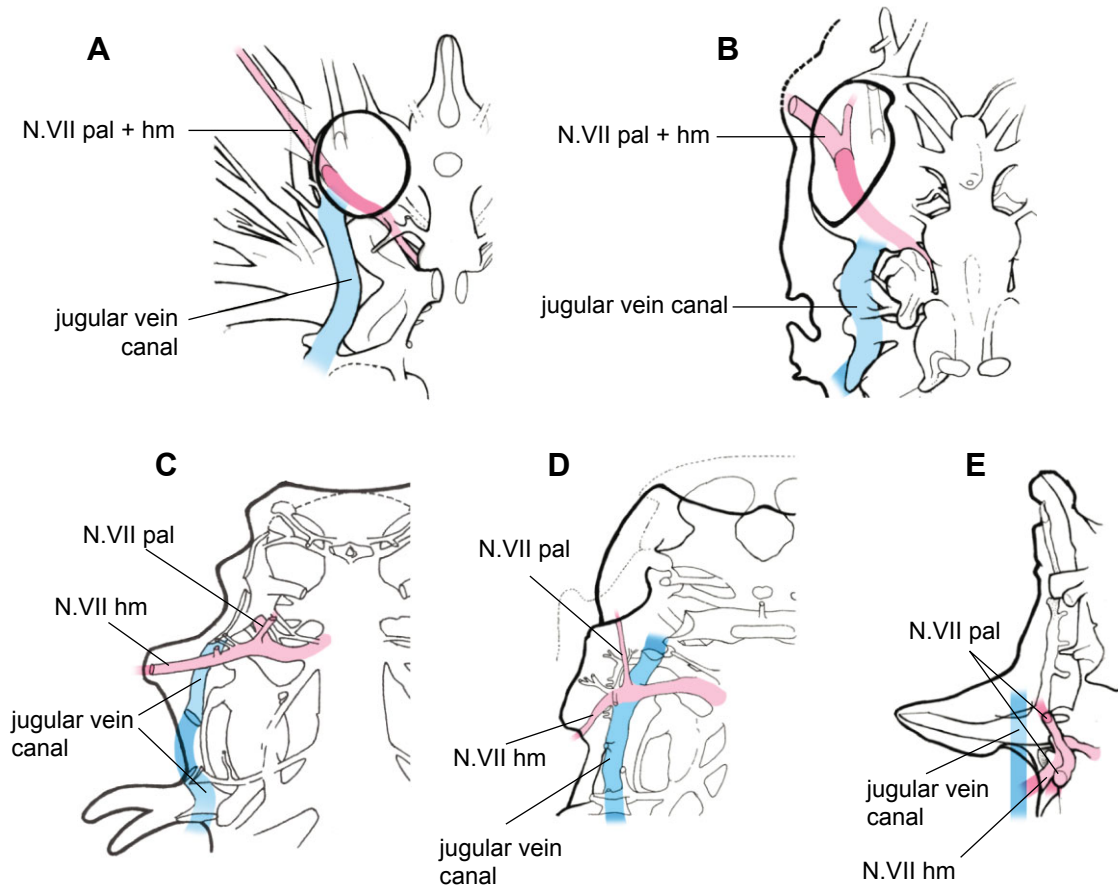 A
N.VII pal + hm
jugular vein
canal
B
N.VII pal + hm
jugular vein canal
C
N.VII pal
N.VII hm
jugular vein
canal
D
N.VII pal
N.VII hm
jugular vein
canal
E
N.VII pal
jugular vein
canal
N.VII hm